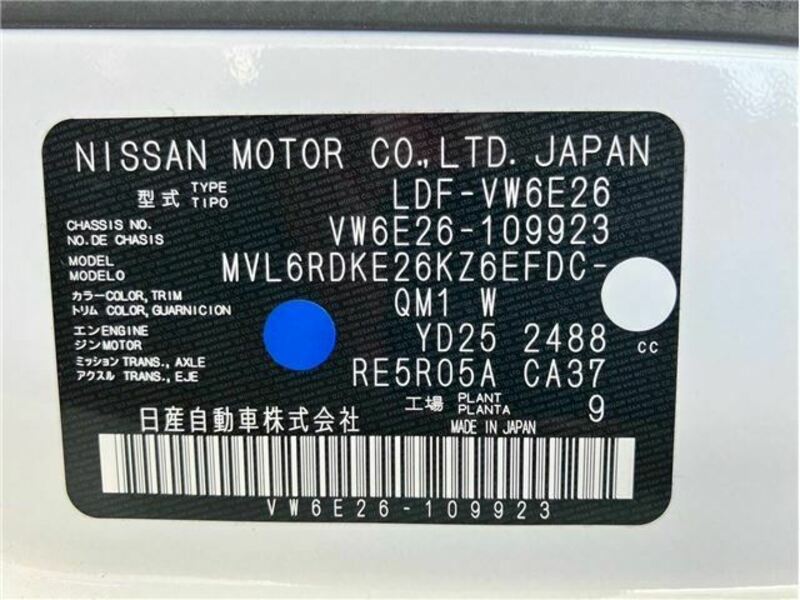 NISSAN MOTOR CO.,LTD. JAPAN
型式 TYPE TIPO LDF-VW6E26
CHASSIS NO. NO.DE CHASIS VW6E26-109923
MODEL MODELO MVL6RDKE26KZ6EFDC-
カラー COLOR, TRIM トリム COLOR, GUARNICION QM1 W
エンジン ENGINE MOTOR YD25 2488 cc
ミッション TRANS., AXLE アクスル TRANS., EJE RE5R05A CA37
工場 PLANT PLANTA 9
日産自動車株式会社 MADE IN JAPAN
VW6E26-109923